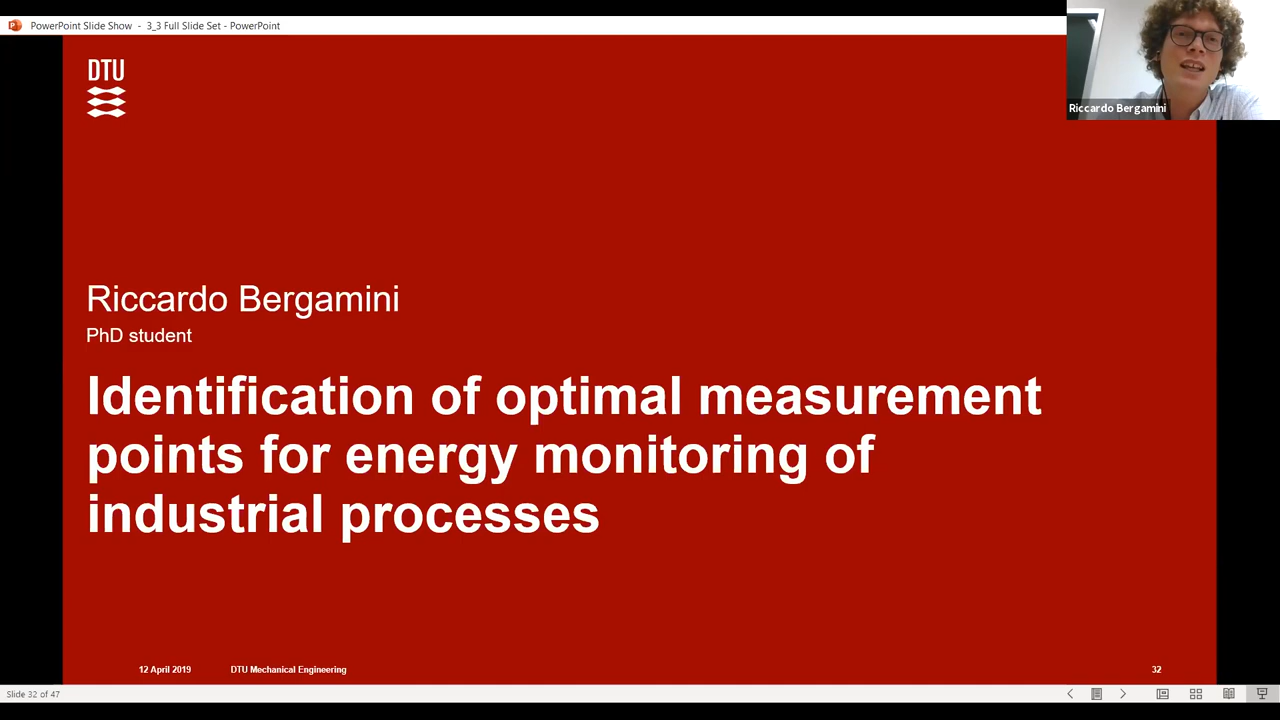 PowerPoint Slide Show - 3_3 Full Slide Set - PowerPoint
DTU
Riccardo Bergamini
Riccardo Bergamini
PhD student
Identification of optimal measurement
points for energy monitoring of
industrial processes
12 April 2019 DTU Mechanical Engineering 32
Slide 32 of 47